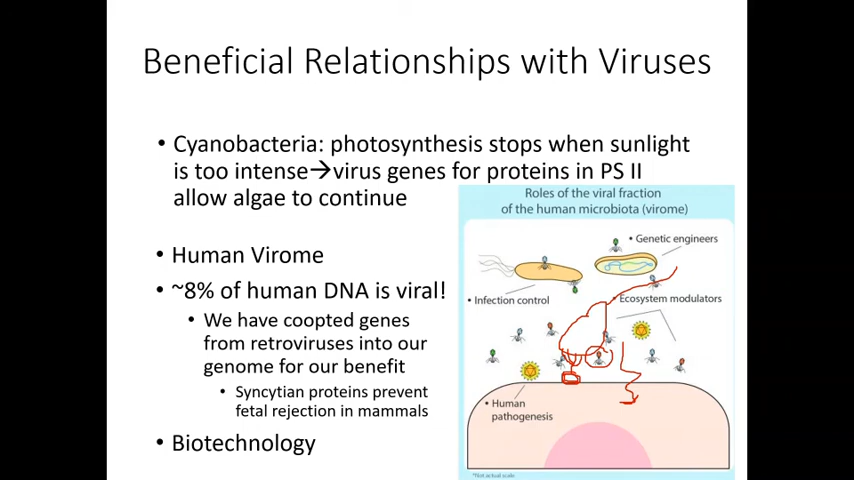 Beneficial Relationships with Viruses
• Cyanobacteria: photosynthesis stops when sunlight
is too intense→virus genes for proteins in PS II
allow algae to continue
• Human Virome
• ~8% of human DNA is viral!
• We have coopted genes
from retroviruses into our
genome for our benefit
• Syncytian proteins prevent
fetal rejection in mammals
• Biotechnology
Roles of the viral fraction
of the human microbiota (virome)
• Genetic engineers
• Infection control
Ecosystem modulators
• Human
pathogenesis
*Not actual scale